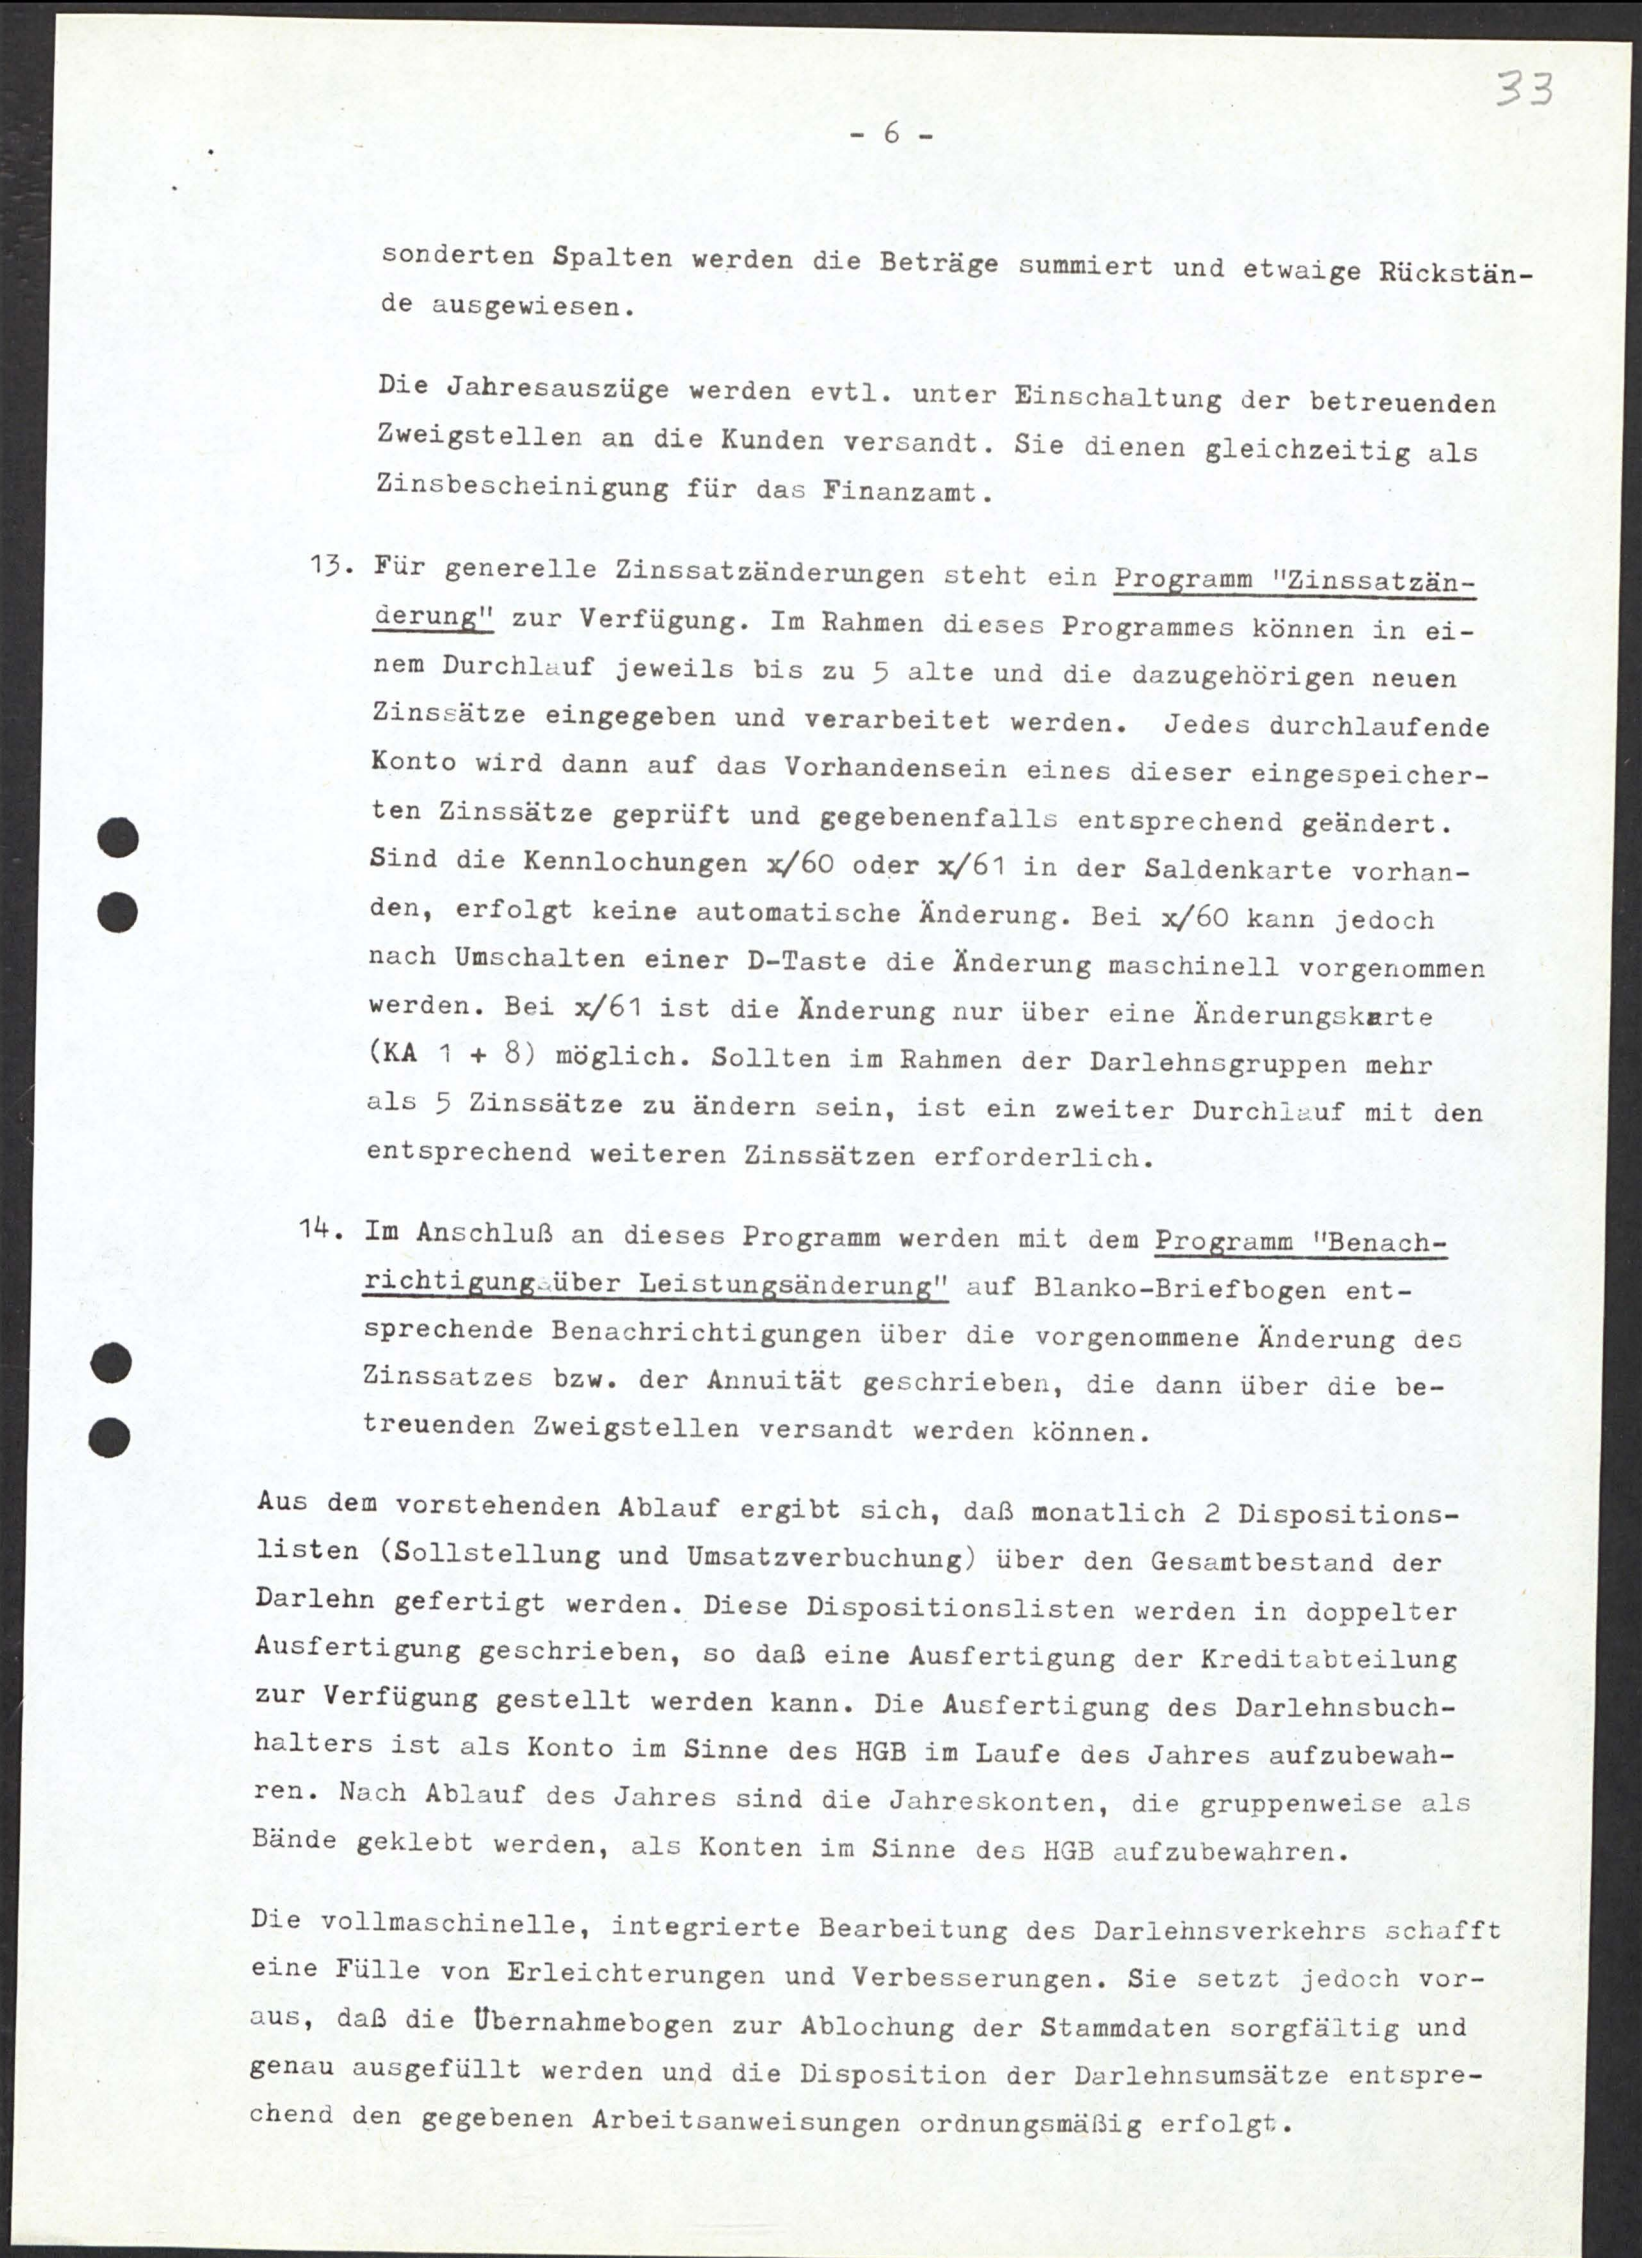 33
- 6 -
sonderten Spalten werden die Beträge summiert und etwaige Rückstän-
de ausgewiesen.
Die Jahresauszüge werden evtl. unter Einschaltung der betreuenden
Zweigstellen an die Kunden versandt. Sie dienen gleichzeitig als
Zinsbescheinigung für das Finanzamt.
13. Für generelle Zinssatzänderungen steht ein Programm "Zinssatzän-
derung" zur Verfügung. Im Rahmen dieses Programmes können in ei-
nem Durchlauf jeweils bis zu 5 alte und die dazugehörigen neuen
Zinssätze eingegeben und verarbeitet werden. Jedes durchlaufende
Konto wird dann auf das Vorhandensein eines dieser eingespeicher-
ten Zinssätze geprüft und gegebenenfalls entsprechend geändert.
Sind die Kennlochungen x/60 oder x/61 in der Saldenkarte vorhan-
den, erfolgt keine automatische Änderung. Bei x/60 kann jedoch
nach Umschalten einer D-Taste die Änderung maschinell vorgenommen
werden. Bei x/61 ist die Änderung nur über eine Änderungskarte
(KA 1 + 8) möglich. Sollten im Rahmen der Darlehnsgruppen mehr
als 5 Zinssätze zu ändern sein, ist ein zweiter Durchlauf mit den
entsprechend weiteren Zinssätzen erforderlich.
14. Im Anschluß an dieses Programm werden mit dem Programm "Benach-
richtigung über Leistungsänderung" auf Blanko-Briefbogen ent-
sprechende Benachrichtigungen über die vorgenommene Änderung des
Zinssatzes bzw. der Annuität geschrieben, die dann über die be-
treuenden Zweigstellen versandt werden können.
Aus dem vorstehenden Ablauf ergibt sich, daß monatlich 2 Dispositions-
listen (Sollstellung und Umsatzverbuchung) über den Gesamtbestand der
Darlehn gefertigt werden. Diese Dispositionslisten werden in doppelter
Ausfertigung geschrieben, so daß eine Ausfertigung der Kreditabteilung
zur Verfügung gestellt werden kann. Die Ausfertigung des Darlehnsbuch-
halters ist als Konto im Sinne des HGB im Laufe des Jahres aufzubewah-
ren. Nach Ablauf des Jahres sind die Jahreskonten, die gruppenweise als
Bände geklebt werden, als Konten im Sinne des HGB aufzubewahren.
Die vollmaschinelle, integrierte Bearbeitung des Darlehnsverkehrs schafft
eine Fülle von Erleichterungen und Verbesserungen. Sie setzt jedoch vor-
aus, daß die Übernahmebogen zur Ablochung der Stammdaten sorgfältig und
genau ausgefüllt werden und die Disposition der Darlehnsumsätze entspre-
chend den gegebenen Arbeitsanweisungen ordnungsmäßig erfolgt.